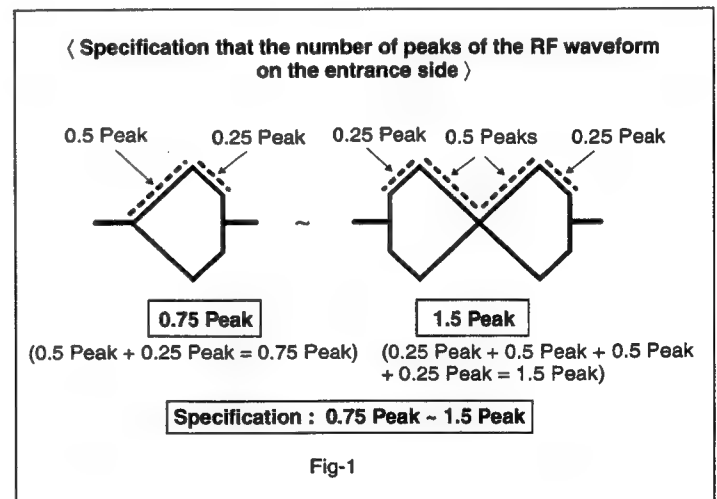 〈 Specification that the number of peaks of the RF waveform
on the entrance side 〉
0.5 Peak 0.25 Peak 0.25 Peak 0.5 Peaks 0.25 Peak
~
0.75 Peak 1.5 Peak
(0.5 Peak + 0.25 Peak = 0.75 Peak) (0.25 Peak + 0.5 Peak + 0.5 Peak
+ 0.25 Peak = 1.5 Peak)
Specification : 0.75 Peak ~ 1.5 Peak
Fig-1